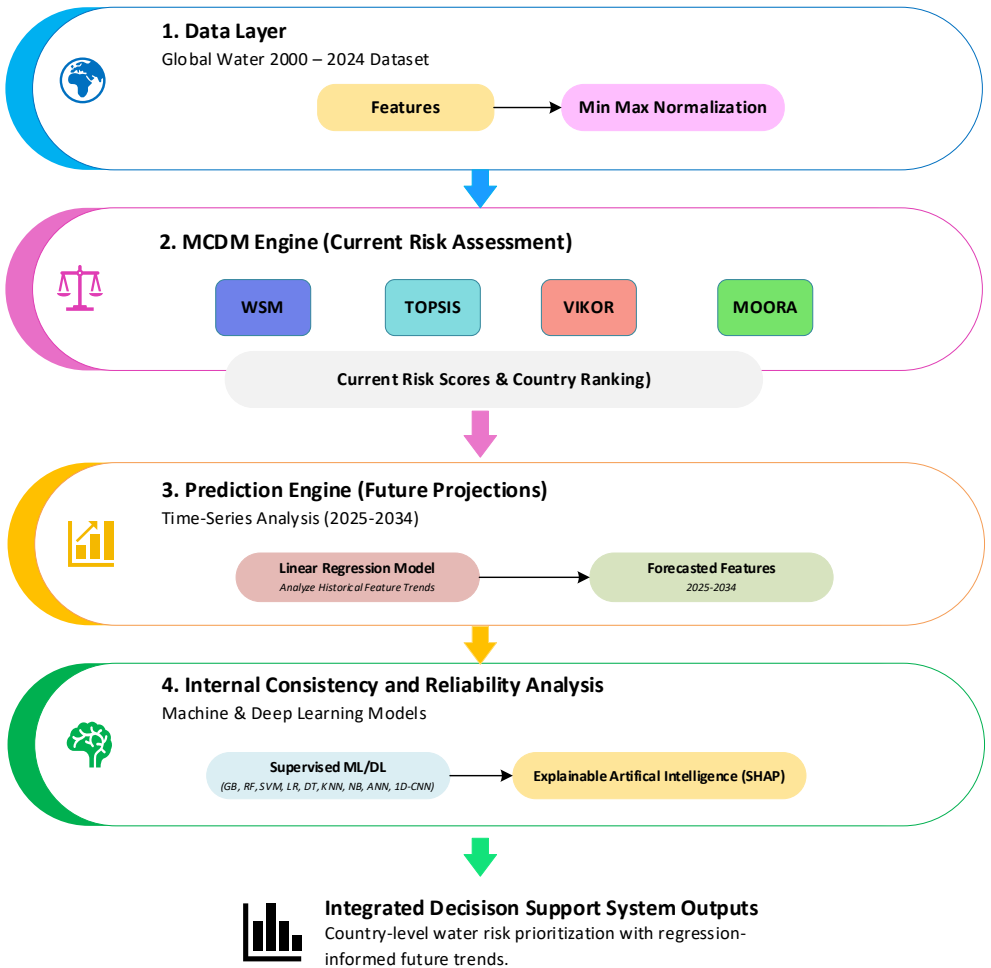 1. Data Layer
Global Water 2000 – 2024 Dataset
Features
Min Max Normalization
2. MCDM Engine (Current Risk Assessment)
WSM
TOPSIS
VIKOR
MOORA
Current Risk Scores & Country Ranking)
3. Prediction Engine (Future Projections)
Time-Series Analysis (2025-2034)
Linear Regression Model
Analyze Historical Feature Trends
Forecasted Features
2025-2034
4. Internal Consistency and Reliability Analysis
Machine & Deep Learning Models
Supervised ML/DL
(GB, RF, SVM, LR, DT, KNN, NB, ANN, 1D-CNN)
Explainable Artifical Intelligence (SHAP)
Integrated Decisison Support System Outputs
Country-level water risk prioritization with regression-
informed future trends.